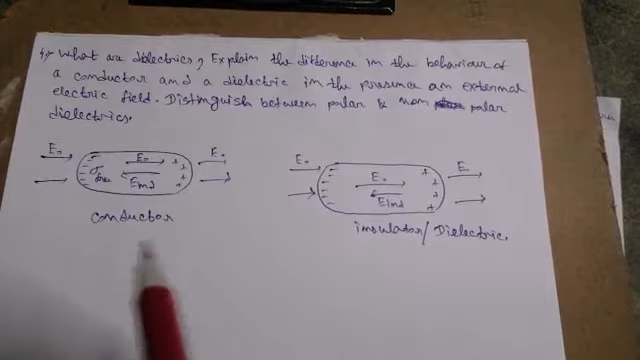 4) What are dilectrics, Explain the difference in the behaviour of
a conductor and a dielectric in the presence an external
electric field. Distinguish between polar & non polar
dielectrics.
E₀ E₀ E₀
σ Eind
conductor
E₀ E₀ E₀
Eind
insulator/ Dielectric.